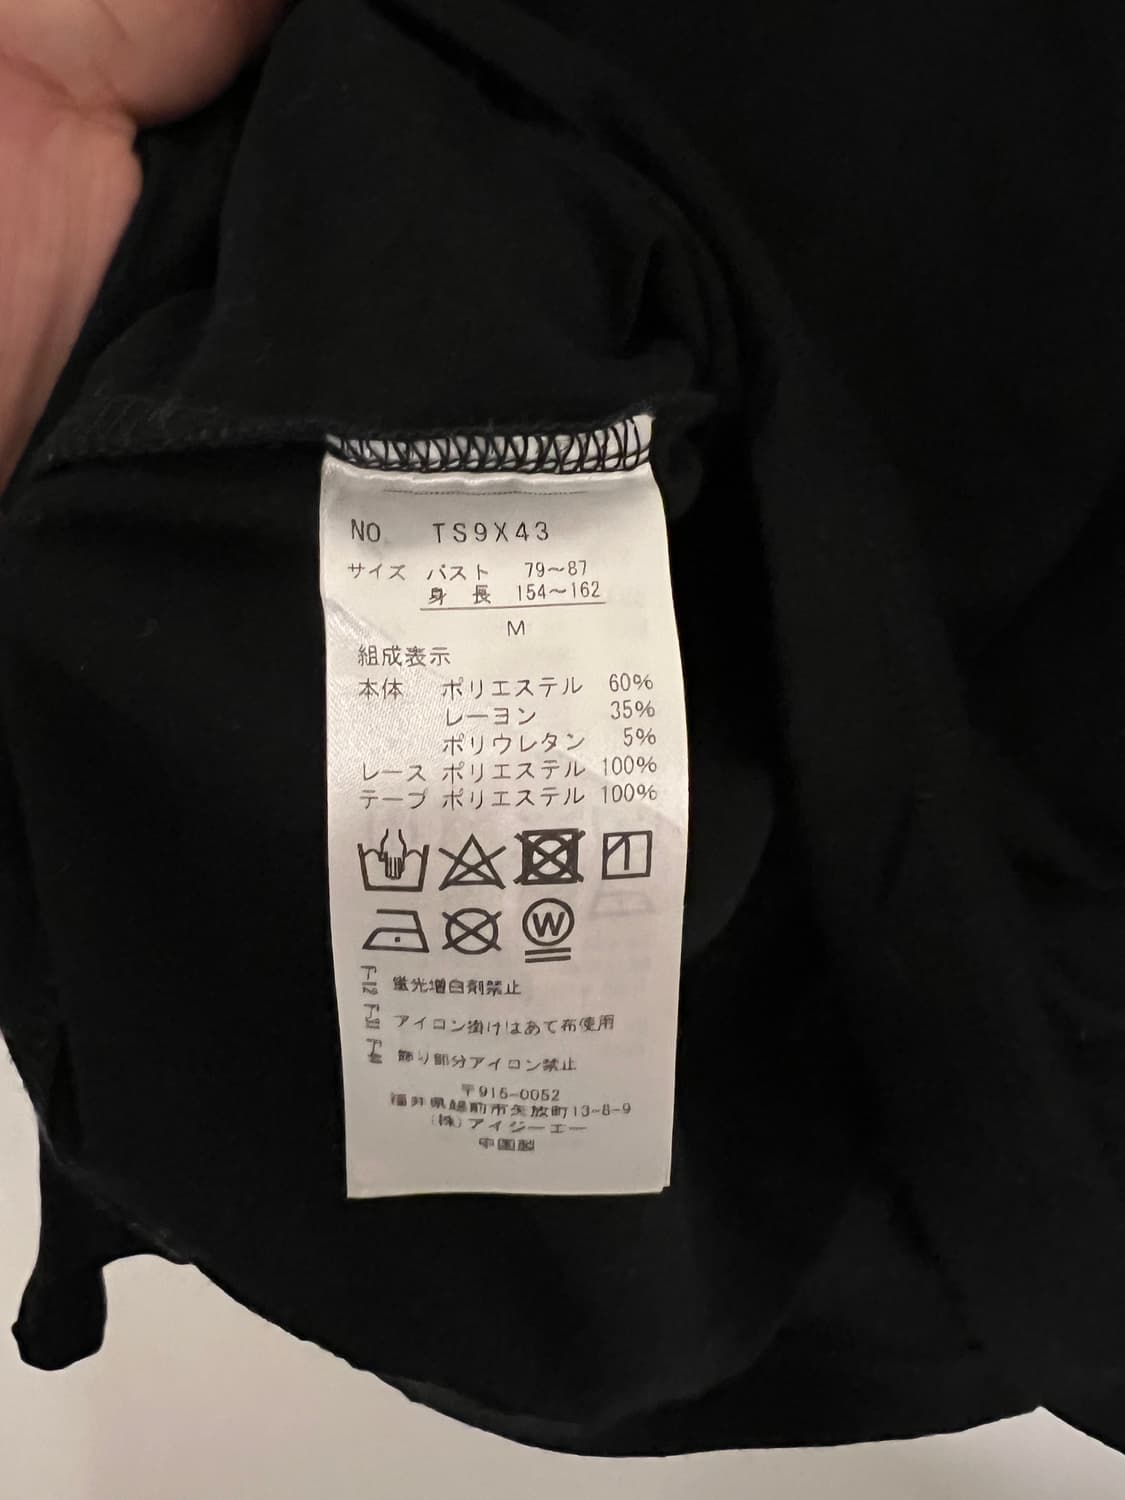 NO TS9X43
サイズ バスト 79〜87
身長 154〜162
M
組成表示
本体 ポリエステル 60%
レーヨン 35%
ポリウレタン 5%
レース ポリエステル 100%
テープ ポリエステル 100%
W
蛍光増白剤禁止
アイロン掛けはあて布使用
飾り部分アイロン禁止
〒915-0052
福井県越前市矢放町13-8-9
(株)アイジーエー
中国製